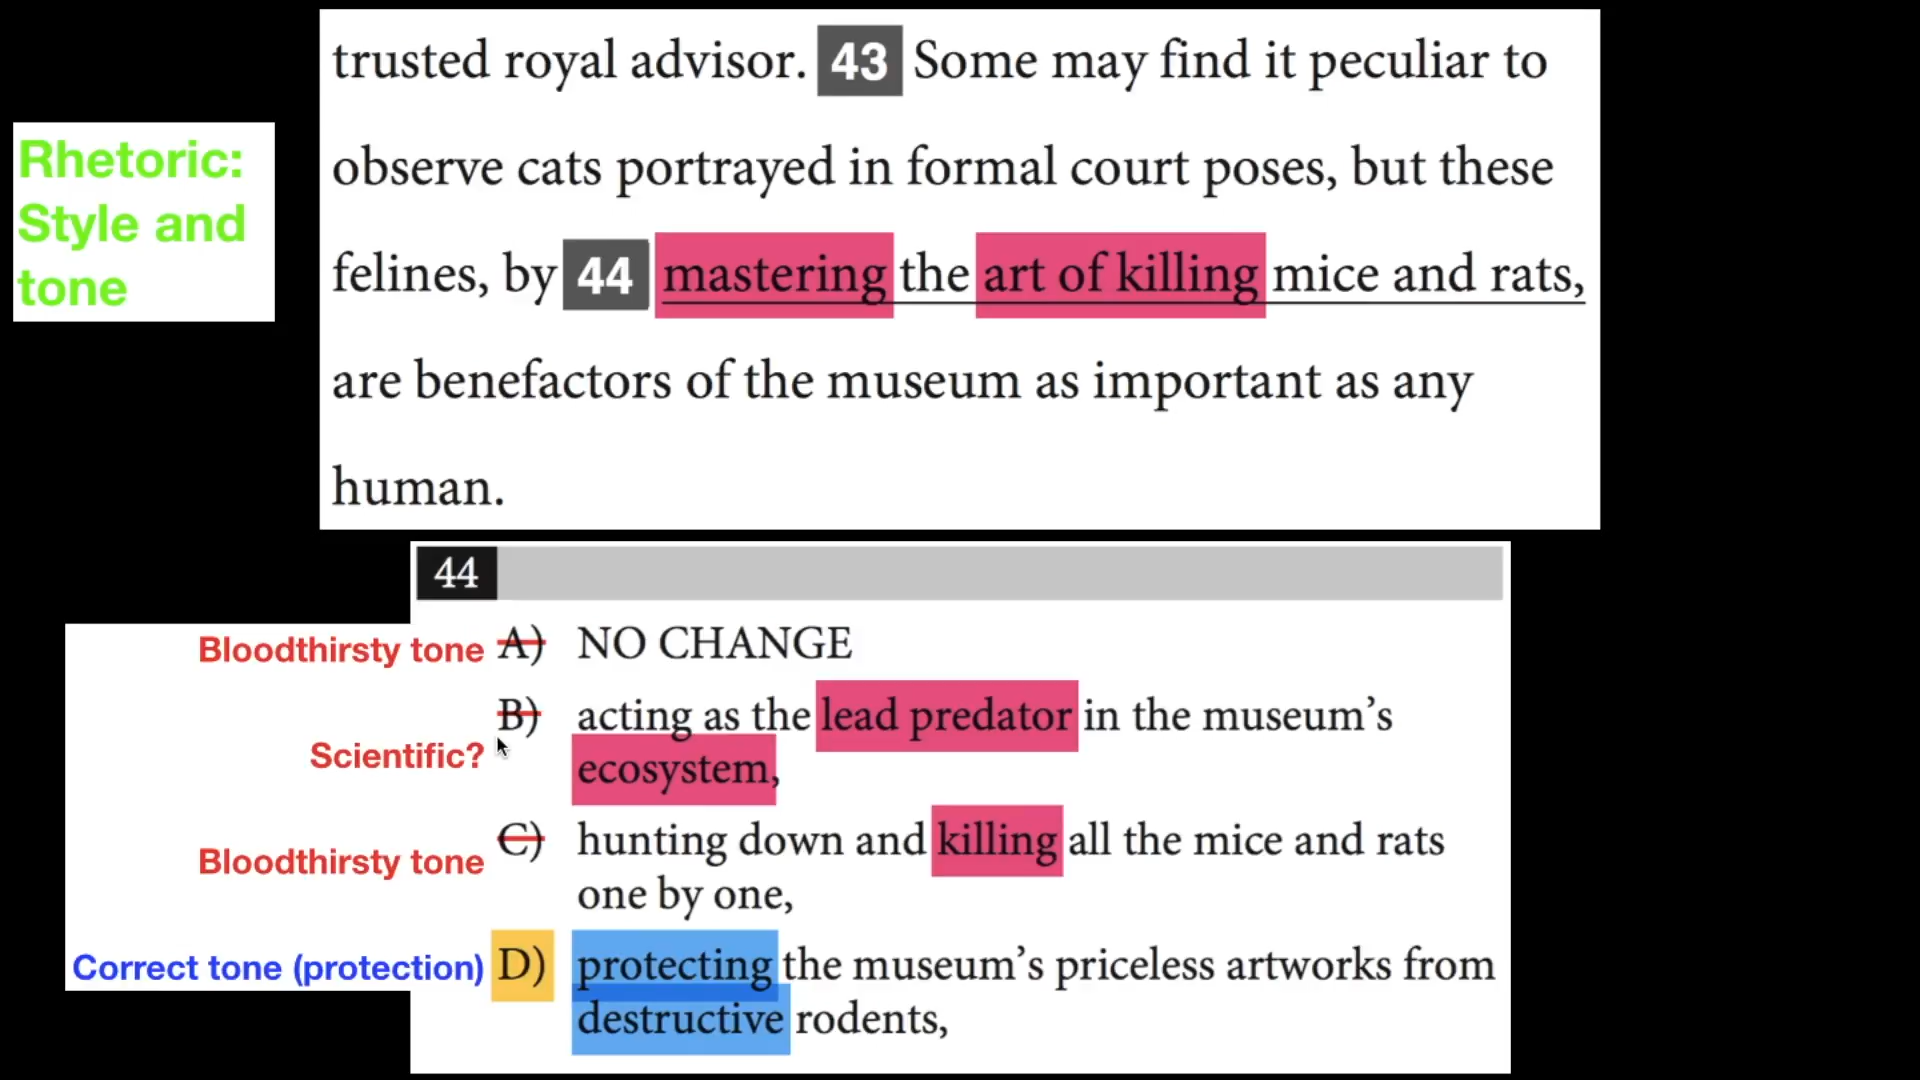 Rhetoric:
Style and
tone
trusted royal advisor. 43 Some may find it peculiar to
observe cats portrayed in formal court poses, but these
felines, by 44 mastering the art of killing mice and rats,
are benefactors of the museum as important as any
human.
44
Bloodthirsty tone A) NO CHANGE
B) acting as the lead predator in the museum's
Scientific? ecosystem,
Bloodthirsty tone C) hunting down and killing all the mice and rats
one by one,
Correct tone (protection) D) protecting the museum's priceless artworks from
destructive rodents,